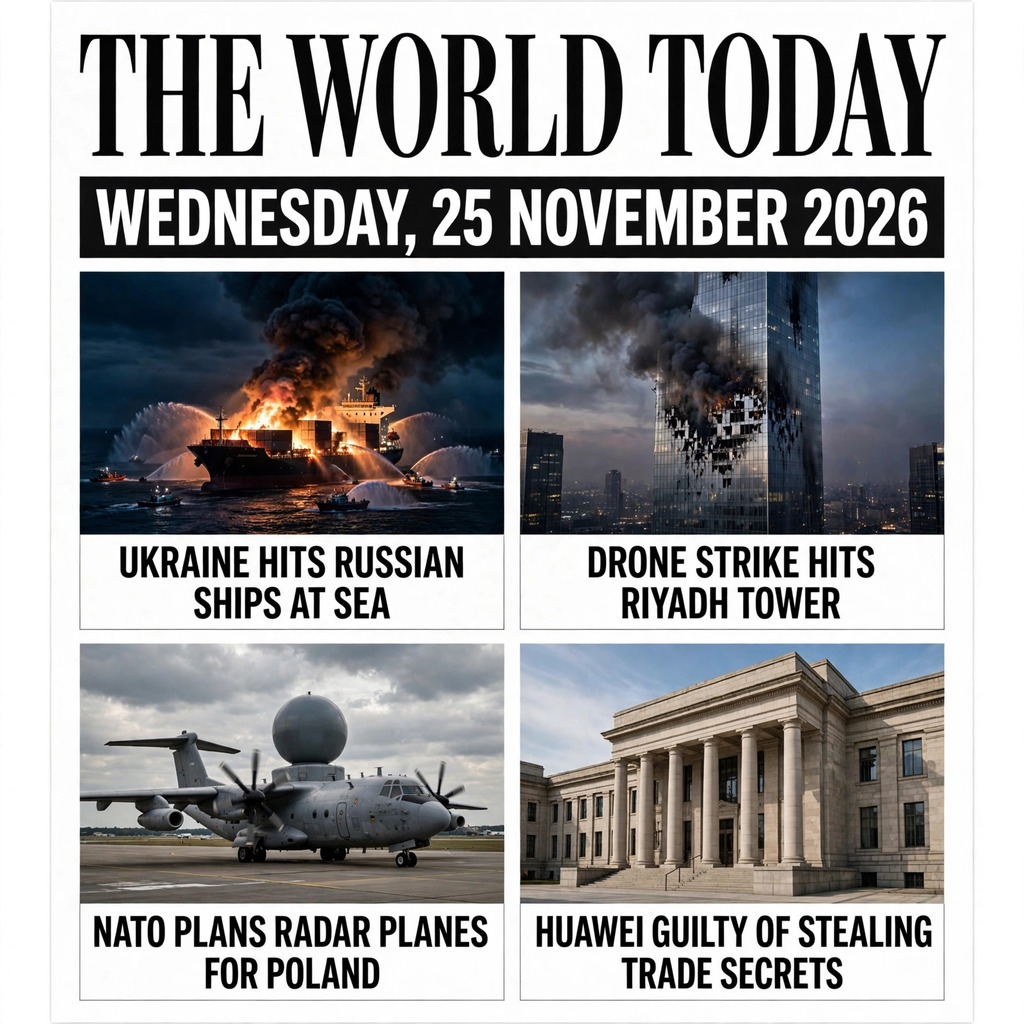 THE WORLD TODAY
WEDNESDAY, 25 NOVEMBER 2026
UKRAINE HITS RUSSIAN
SHIPS AT SEA
DRONE STRIKE HITS
RIYADH TOWER
NATO PLANS RADAR PLANES
FOR POLAND
HUAWEI GUILTY OF STEALING
TRADE SECRETS